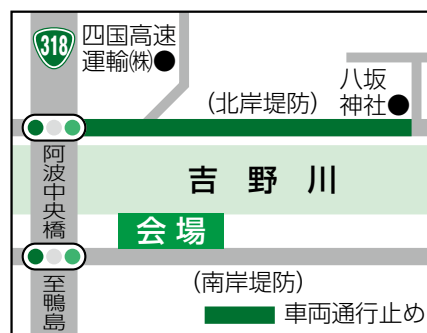 318
四国高速
運輸㈱●
八坂
神社●
(北岸堤防)
阿波中央橋
吉野川
会場
(南岸堤防)
至鴨島
車両通行止め